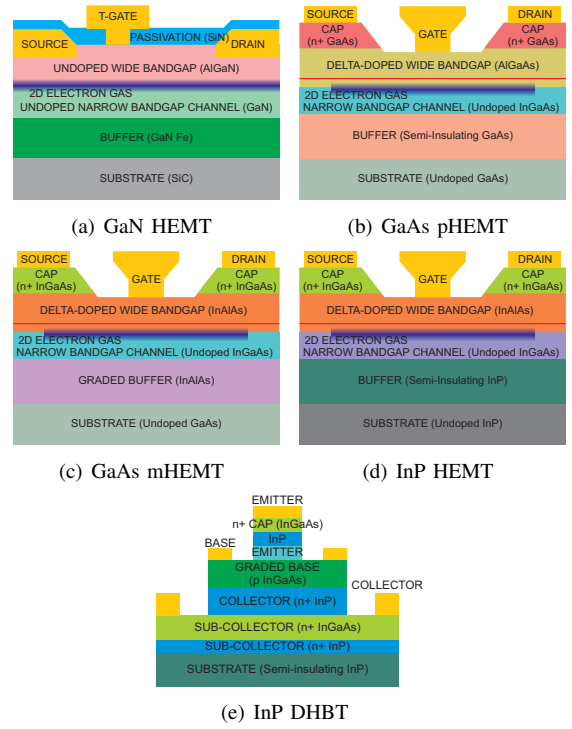 T-GATE
PASSIVATION (SiN)
SOURCE
DRAIN
UNDOPED WIDE BANDGAP (AlGaN)
2D ELECTRON GAS
UNDOPED NARROW BANDGAP CHANNEL (GaN)
BUFFER (GaN Fe)
SUBSTRATE (SiC)
(a) GaN HEMT
SOURCE
DRAIN
CAP
(n+ GaAs)
GATE
CAP
(n+ GaAs)
DELTA-DOPED WIDE BANDGAP (AlGaAs)
2D ELECTRON GAS
NARROW BANDGAP CHANNEL (Undoped InGaAs)
BUFFER (Semi-Insulating GaAs)
SUBSTRATE (Undoped GaAs)
(b) GaAs pHEMT
SOURCE
DRAIN
CAP
(n+ InGaAs)
GATE
CAP
(n+ InGaAs)
DELTA-DOPED WIDE BANDGAP (InAlAs)
2D ELECTRON GAS
NARROW BANDGAP CHANNEL (Undoped InGaAs)
GRADED BUFFER (InAlAs)
SUBSTRATE (Undoped GaAs)
(c) GaAs mHEMT
SOURCE
DRAIN
CAP
(n+ InGaAs)
GATE
CAP
(n+ InGaAs)
DELTA-DOPED WIDE BANDGAP (InAlAs)
2D ELECTRON GAS
NARROW BANDGAP CHANNEL (Undoped InGaAs)
BUFFER (Semi-Insulating InP)
SUBSTRATE (Undoped InP)
(d) InP HEMT
EMITTER
n+ CAP (InGaAs)
InP
BASE
EMITTER
GRADED BASE
(p InGaAs)
COLLECTOR
COLLECTOR (n+ InP)
SUB-COLLECTOR (n+ InGaAs)
SUB-COLLECTOR (n+ InP)
SUBSTRATE (Semi-insulating InP)
(e) InP DHBT